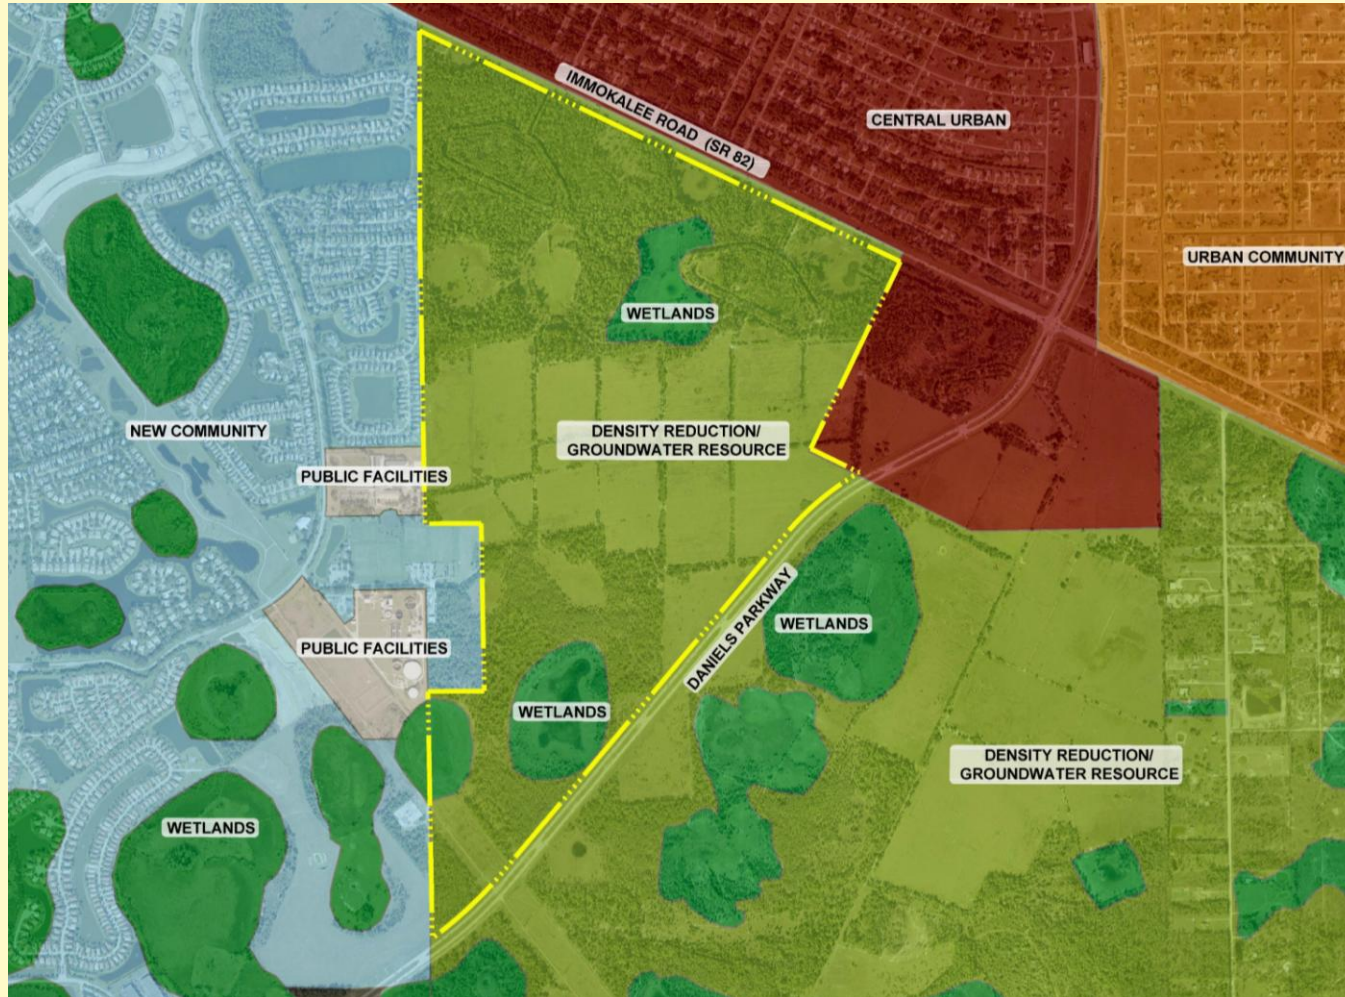 IMMOKALEE ROAD (SR 82)
CENTRAL URBAN
URBAN COMMUNITY
WETLANDS
NEW COMMUNITY
DENSITY REDUCTION/
GROUNDWATER RESOURCE
PUBLIC FACILITIES
DANIELS PARKWAY
WETLANDS
PUBLIC FACILITIES
WETLANDS
DENSITY REDUCTION/
GROUNDWATER RESOURCE
WETLANDS